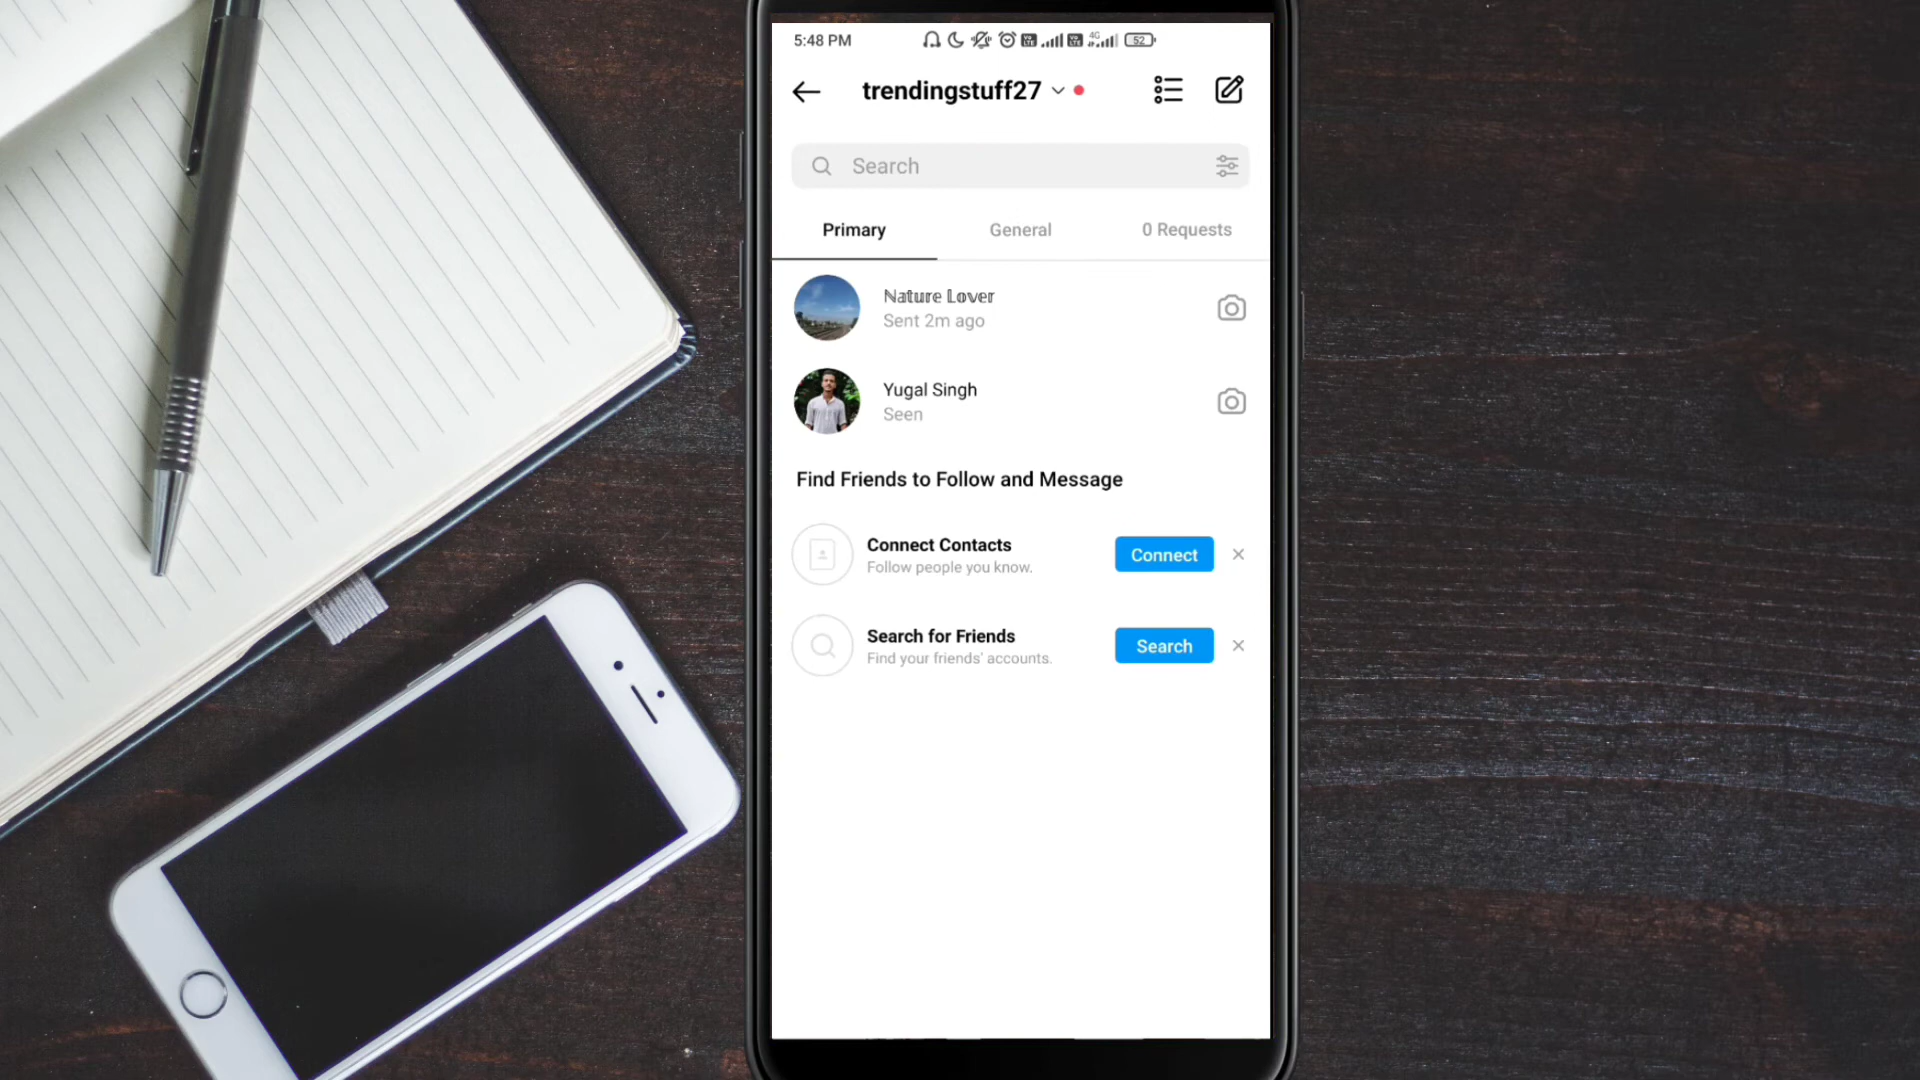 5:48 PM
4G
52
trendingstuff27
Search
Primary General 0 Requests
ℕ𝕒𝕥𝕦𝕣𝕖 𝕃𝕠𝕧𝕖𝕣
Sent 2m ago
Yugal Singh
Seen
Find Friends to Follow and Message
Connect Contacts
Follow people you know.
Connect
Search for Friends
Find your friends' accounts.
Search